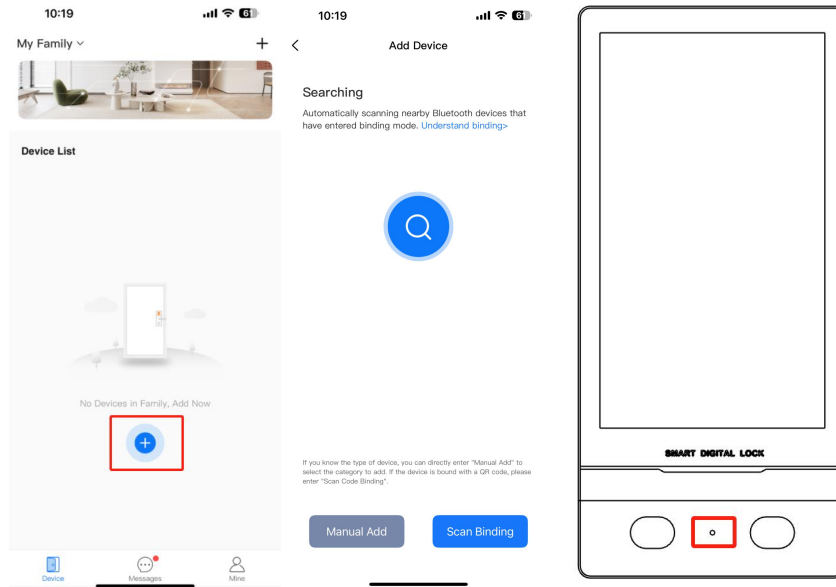 10:19
61
My Family
Device List
No Devices in Family, Add Now
Device
Messages
Mine
10:19
61
Add Device
Searching
Automatically scanning nearby Bluetooth devices that
have entered binding mode. Understand binding>
If you know the type of device, you can directly enter "Manual Add" to
select the category to add. If the device is bound with a QR code, please
enter "Scan Code Binding".
Manual Add
Scan Binding
SMART DIGITAL LOCK